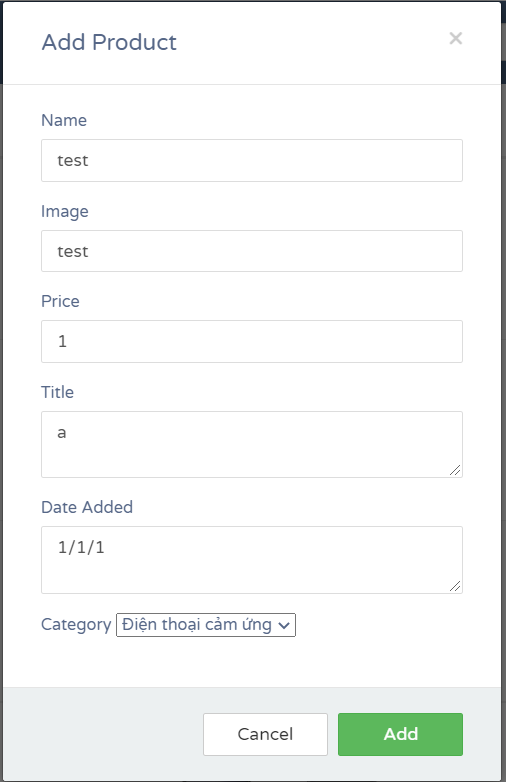 Add Product ×
Name
test
Image
test
Price
1
Title
a
Date Added
1/1/1
Category Điện thoại cảm ứng
Cancel Add